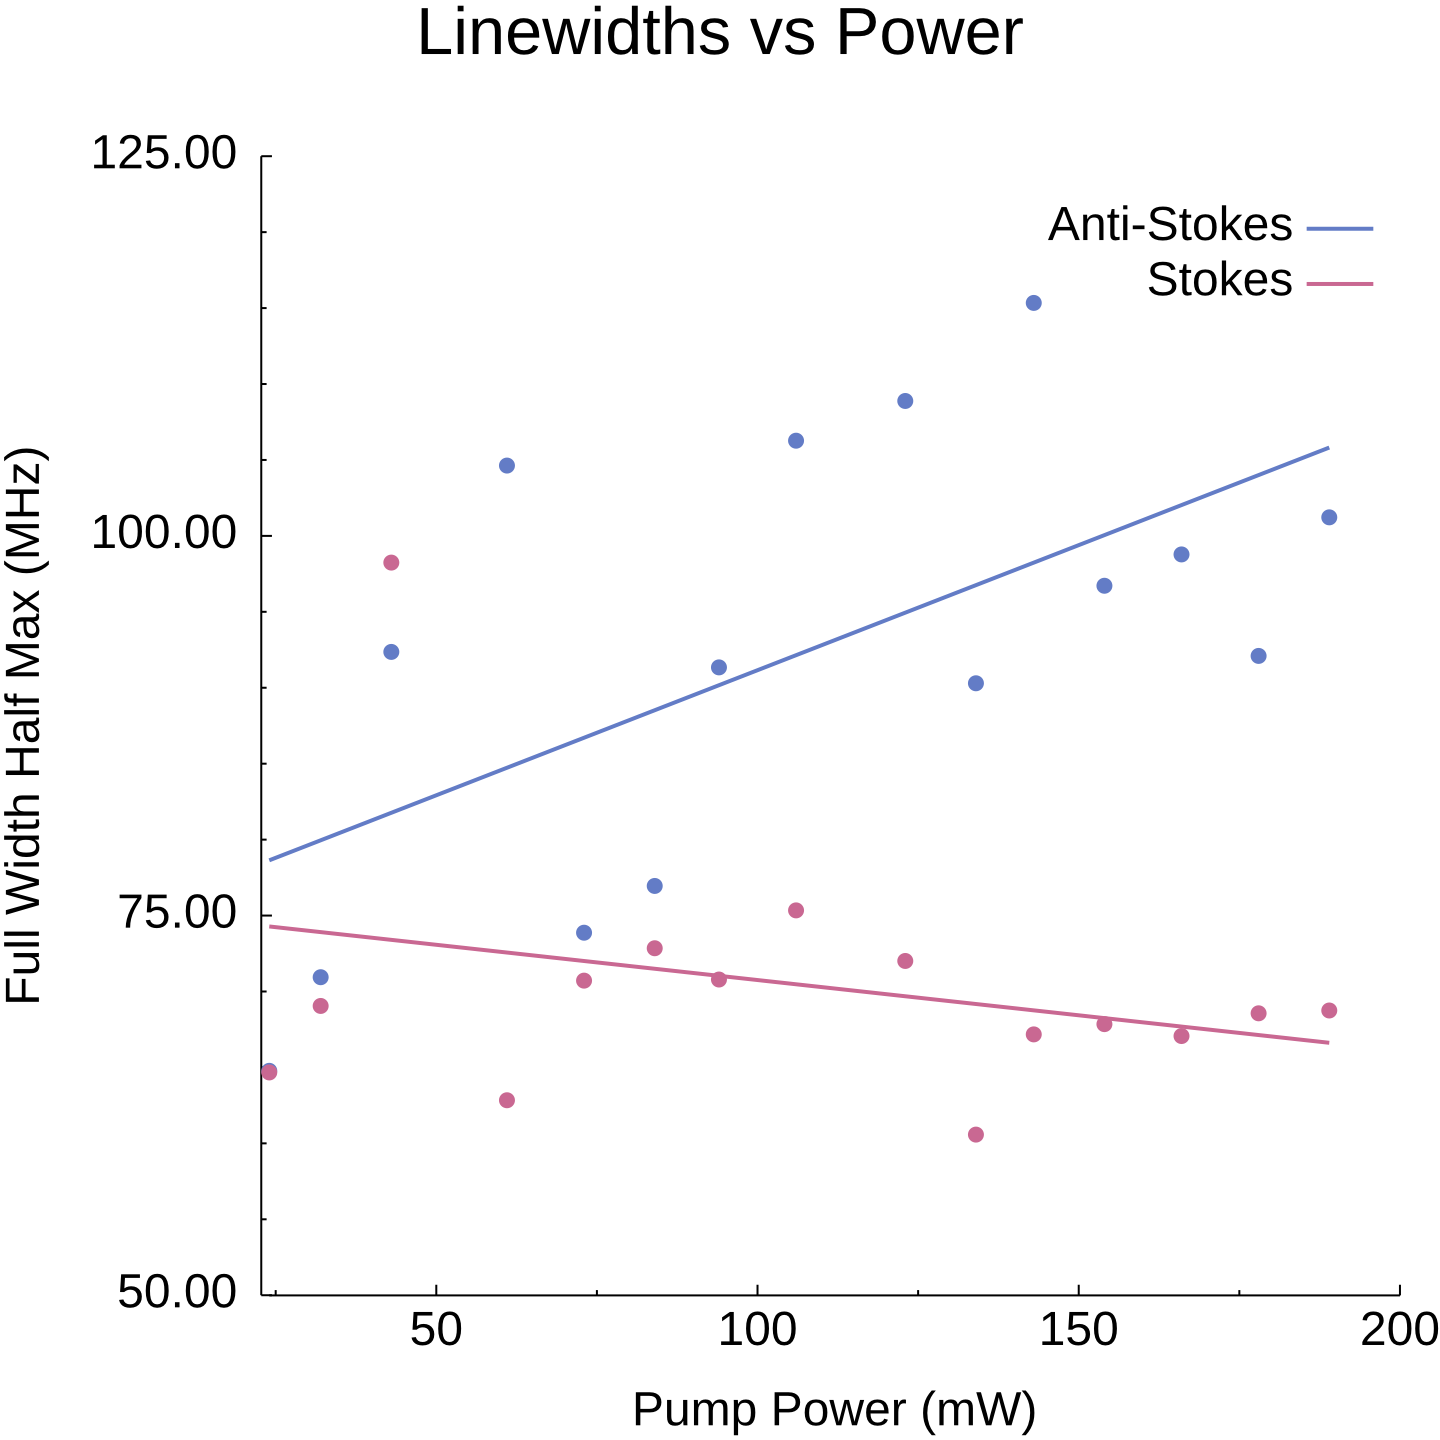 Linewidths vs Power
125.00
Anti-Stokes
Stokes
100.00
Full Width Half Max (MHz)
75.00
50.00
50 100 150 200
Pump Power (mW)